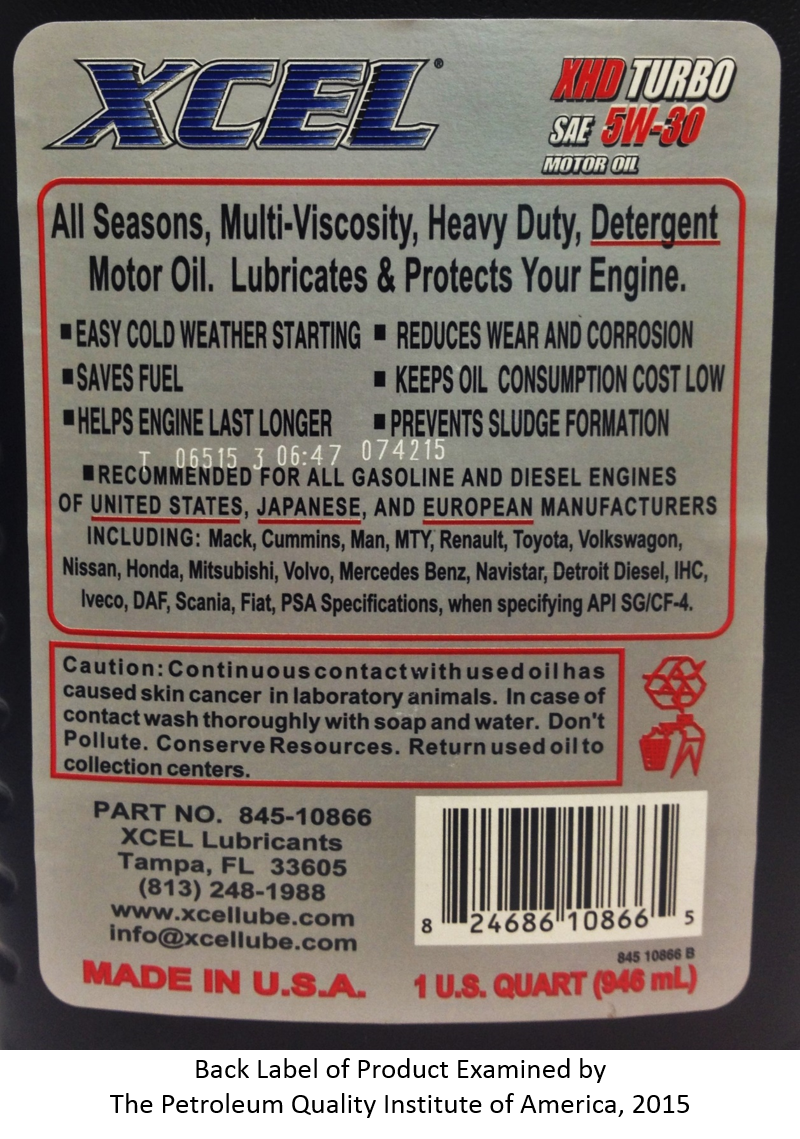 XCEL®
XHD TURBO
SAE 5W-30
MOTOR OIL
All Seasons, Multi-Viscosity, Heavy Duty, Detergent
Motor Oil. Lubricates & Protects Your Engine.
▪EASY COLD WEATHER STARTING ▪ REDUCES WEAR AND CORROSION
▪SAVES FUEL ▪ KEEPS OIL CONSUMPTION COST LOW
▪HELPS ENGINE LAST LONGER ▪PREVENTS SLUDGE FORMATION
T 06515 3 06:47 074215
▪RECOMMENDED FOR ALL GASOLINE AND DIESEL ENGINES
OF UNITED STATES, JAPANESE, AND EUROPEAN MANUFACTURERS
INCLUDING: Mack, Cummins, Man, MTY, Renault, Toyota, Volkswagon,
Nissan, Honda, Mitsubishi, Volvo, Mercedes Benz, Navistar, Detroit Diesel, IHC,
Iveco, DAF, Scania, Fiat, PSA Specifications, when specifying API SG/CF-4.
Caution: Continuous contact with used oil has
caused skin cancer in laboratory animals. In case of
contact wash thoroughly with soap and water. Don't
Pollute. Conserve Resources. Return used oil to
collection centers.
PART NO. 845-10866
XCEL Lubricants
Tampa, FL 33605
(813) 248-1988
www.xcellube.com
info@xcellube.com
MADE IN U.S.A.
8 24686 10866 5
845 10866 B
1 U.S. QUART (946 mL)
Back Label of Product Examined by
The Petroleum Quality Institute of America, 2015